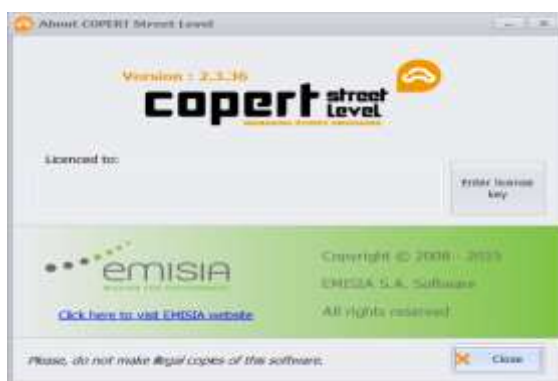 About COPERT Street Level
Version : 2.3.36
copert street level
Licenced to:
Enter license key
EMISIA
Copyright © 2008 - 2015
EMISIA S.A. Software
All rights reserved
Click here to visit EMISIA website
Please, do not make illegal copies of this software.
Close